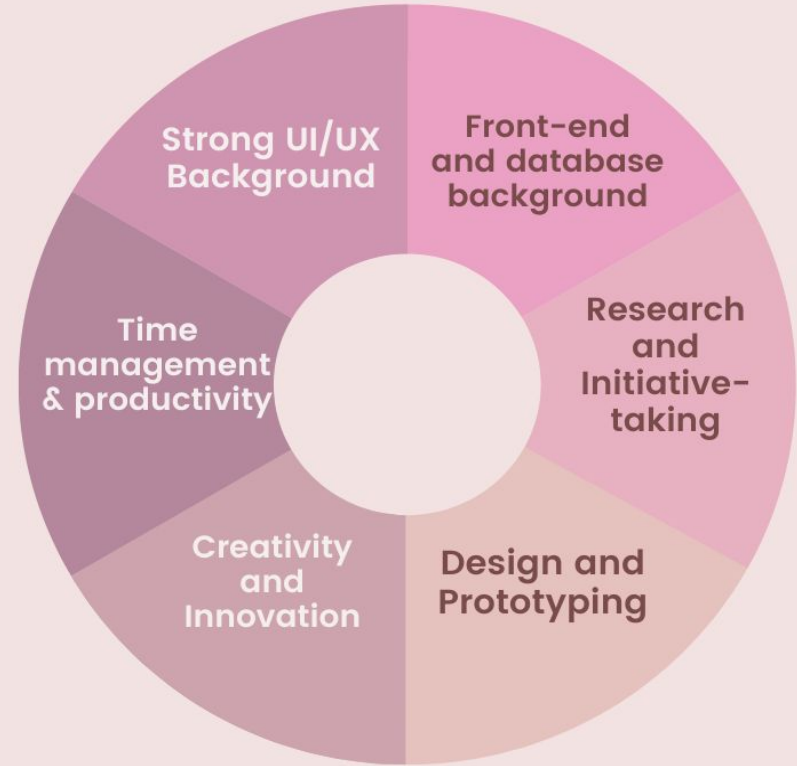 Strong UI/UX
Background
Front-end
and database
background
Research
and
Initiative-
taking
Design and
Prototyping
Creativity
and
Innovation
Time
management
& productivity